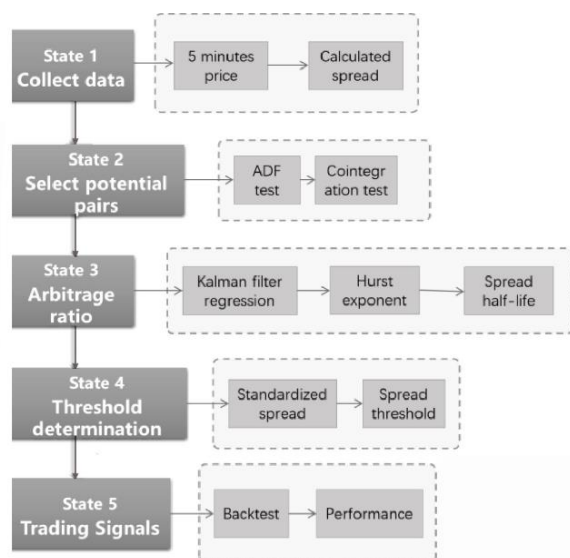 State 1
Collect data
5 minutes
price
Calculated
spread
State 2
Select potential
pairs
ADF
test
Cointegr
ation test
State 3
Arbitrage
ratio
Kalman filter
regression
Hurst
exponent
Spread
half-life
State 4
Threshold
determination
Standardized
spread
Spread
threshold
State 5
Trading Signals
Backtest
Performance